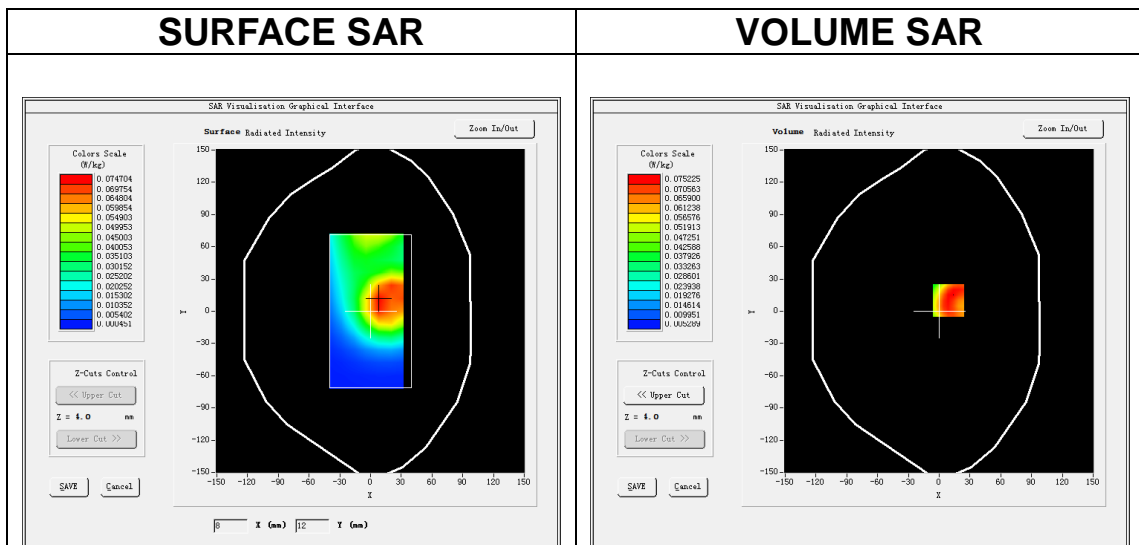 SURFACE SAR
SAR Visualisation Graphical Interface
Surface Radiated Intensity
Zoom In/Out
Colors Scale
(W/kg)
0.074704
0.069754
0.064804
0.059854
0.054903
0.049953
0.045003
0.040053
0.035103
0.030152
0.025202
0.020252
0.015302
0.010352
0.005402
0.000451
150
120
90
60
30
0
-30
-60
-90
-120
-150
Y
-150 -120 -90 -60 -30 0 30 60 90 120 150
X
Z-Cuts Control
<< Upper Cut
Z = 4.0 mm
Lower Cut >>
SAVE Cancel
8 X (mm) 12 Y (mm)
VOLUME SAR
SAR Visualisation Graphical Interface
Volume Radiated Intensity
Zoom In/Out
Colors Scale
(W/kg)
0.075225
0.070563
0.065900
0.061238
0.056576
0.051913
0.047251
0.042588
0.037926
0.033263
0.028601
0.023938
0.019276
0.014614
0.009951
0.005289
150
120
90
60
30
0
-30
-60
-90
-120
-150
Y
-150 -120 -90 -60 -30 0 30 60 90 120 150
X
Z-Cuts Control
<< Upper Cut
Z = 4.0 mm
Lower Cut >>
SAVE Cancel